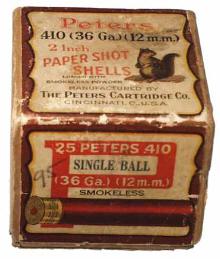 Peters
.410 (36 Ga.) (12 m.m.)
2 Inch
PAPER SHOT
SHELLS
LOADED WITH
SMOKELESS POWDER
MANUFACTURED BY
THE PETERS CARTRIDGE CO.
CINCINNATI, O., U.S.A.
25 PETERS .410
95
SINGLE BALL
(36 Ga.) (12 m.m.)
SMOKELESS